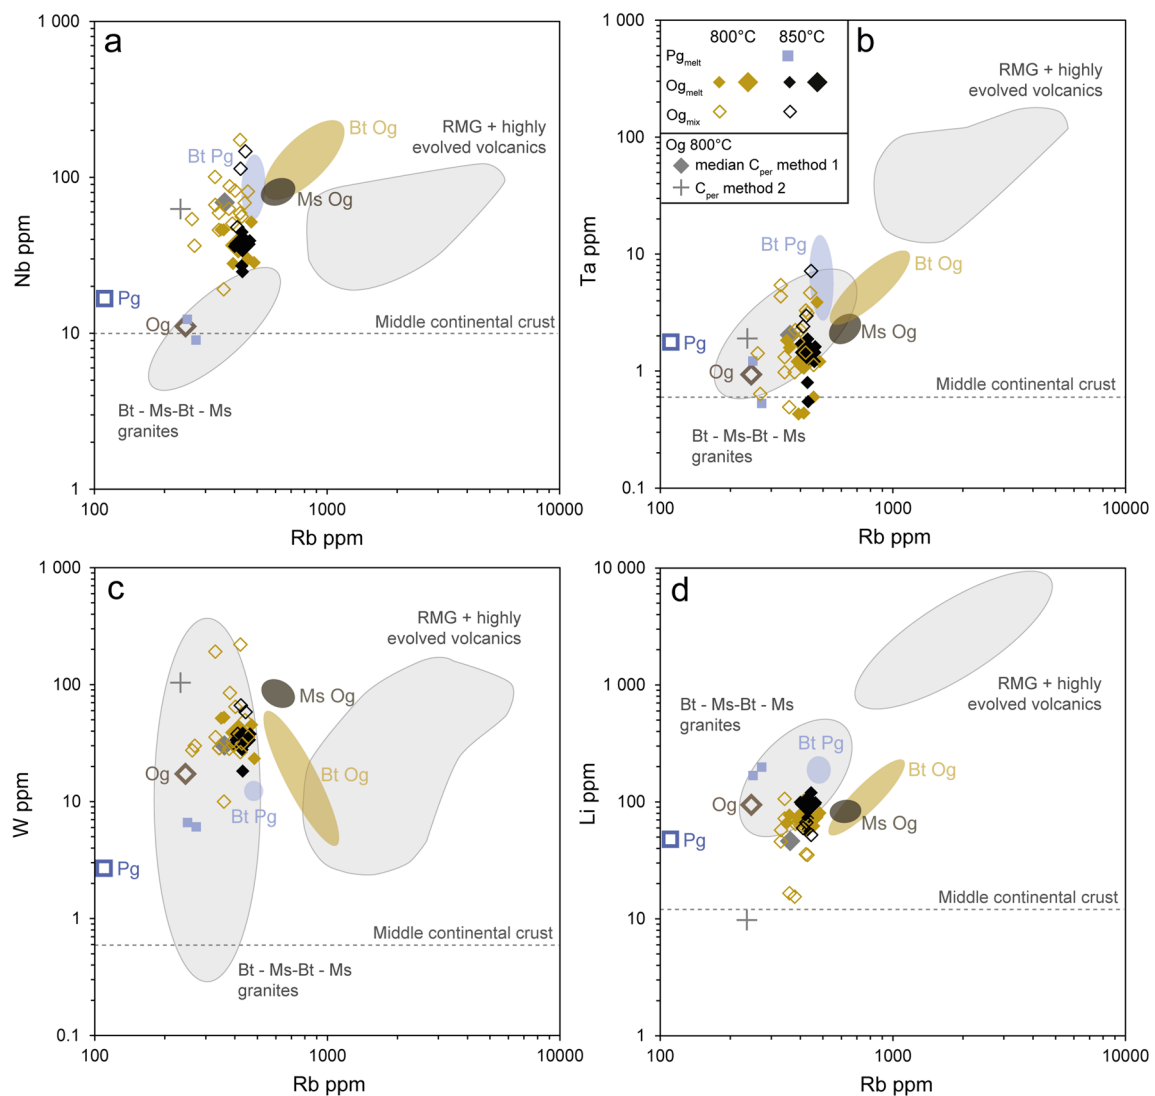 a
1 000
100
10
1
Nb ppm
Bt Og
Bt Pg
RMG + highly
evolved volcanics
Ms Og
Pg
Og
Middle continental crust
Bt - Ms-Bt - Ms
granites
100
1000
10000
Rb ppm
b
1 000
100
10
1
0.1
Ta ppm
800°C 850°C
Pgmelt
Ogmelt
Ogmix
Og 800°C
median Cper method 1
Cper method 2
RMG + highly
evolved volcanics
Bt Pg
Bt Og
Ms Og
Pg
Og
Middle continental crust
Bt - Ms-Bt - Ms
granites
100
1000
10000
Rb ppm
c
1 000
100
10
1
0.1
W ppm
RMG + highly
evolved volcanics
Ms Og
Og
Bt Og
Bt Pg
Pg
Middle continental crust
Bt - Ms-Bt - Ms
granites
100
1000
10000
Rb ppm
d
10 000
1 000
100
10
1
Li ppm
RMG + highly
evolved volcanics
Bt - Ms-Bt - Ms
granites
Bt Pg
Bt Og
Og
Ms Og
Pg
Middle continental crust
100
1000
10000
Rb ppm